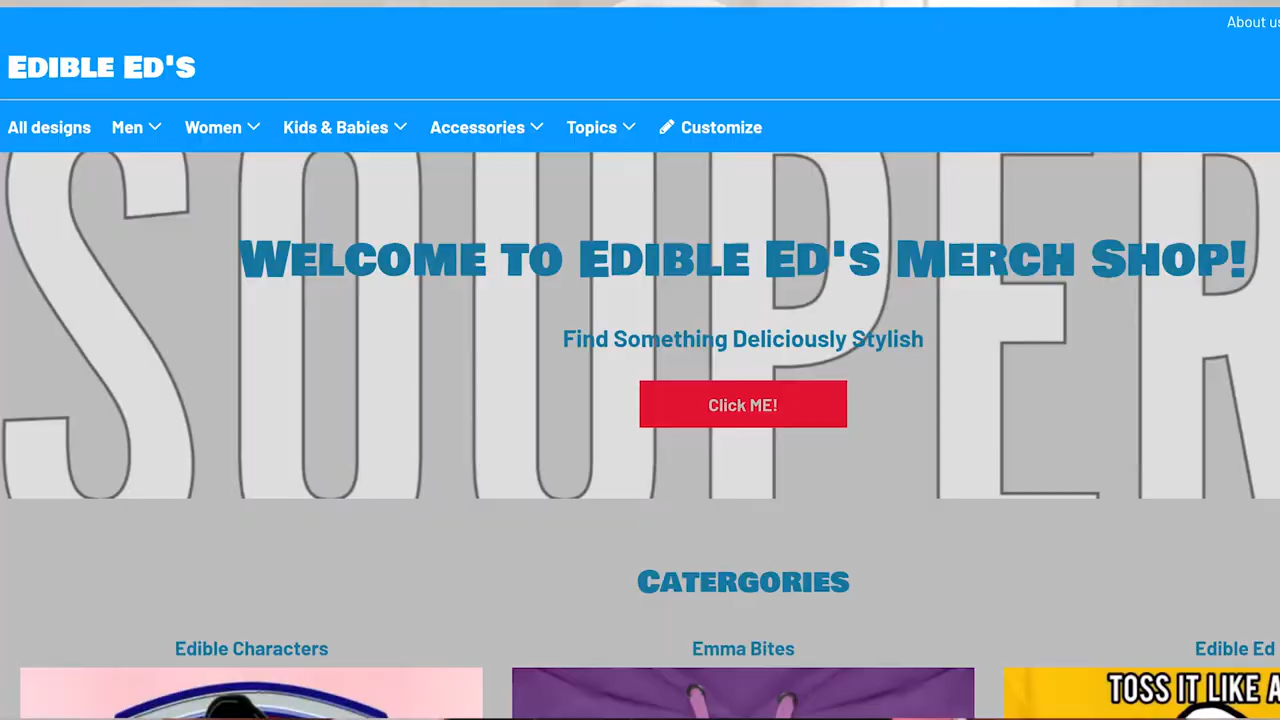 About us
EDIBLE ED'S
All designs Men Women Kids & Babies Accessories Topics Customize
SOUPER
WELCOME TO EDIBLE ED'S MERCH SHOP!
Find Something Deliciously Stylish
Click ME!
CATERGORIES
Edible Characters Emma Bites Edible Ed
TOSS IT LIKE A